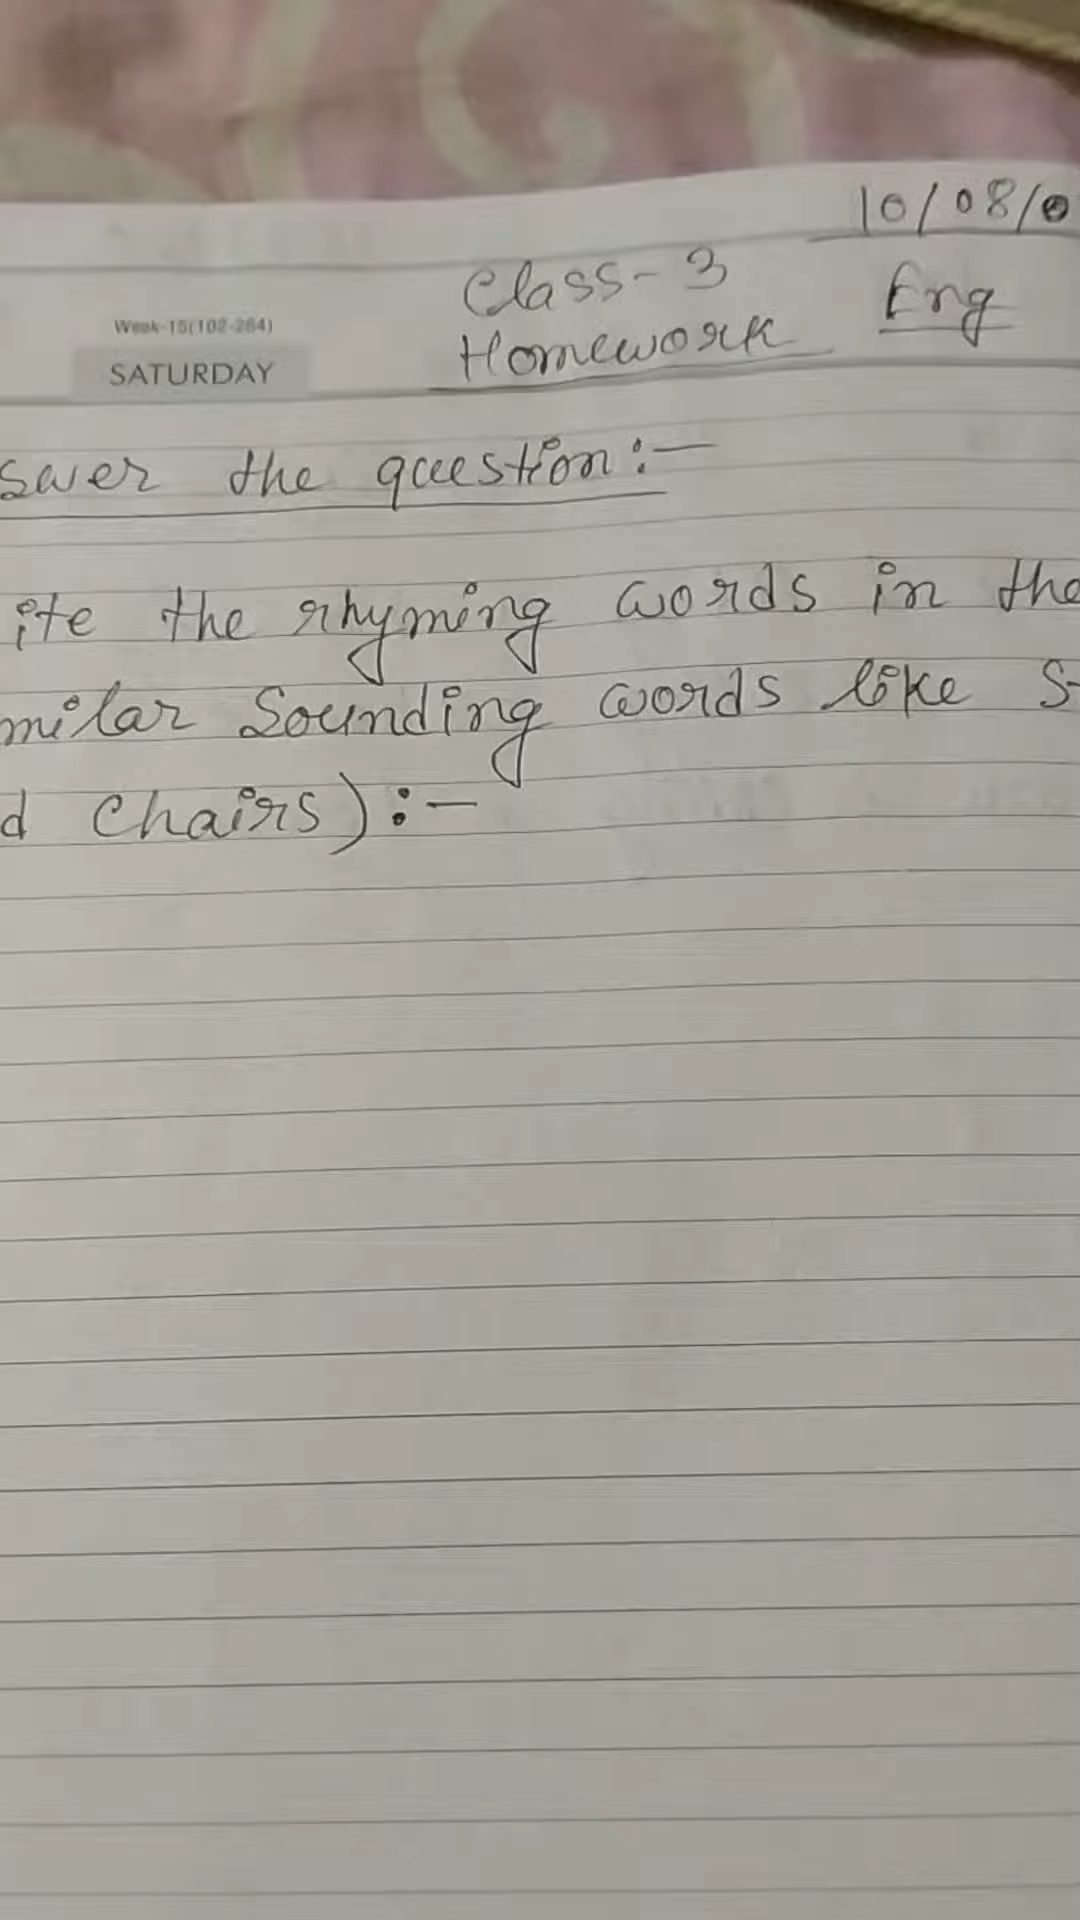 10/08/0
Class-3
Eng
Week-15(102-264)
Homework
SATURDAY
swer the question:-
ite the rhyming words in the
milar Sounding words like S
d Chairs):-